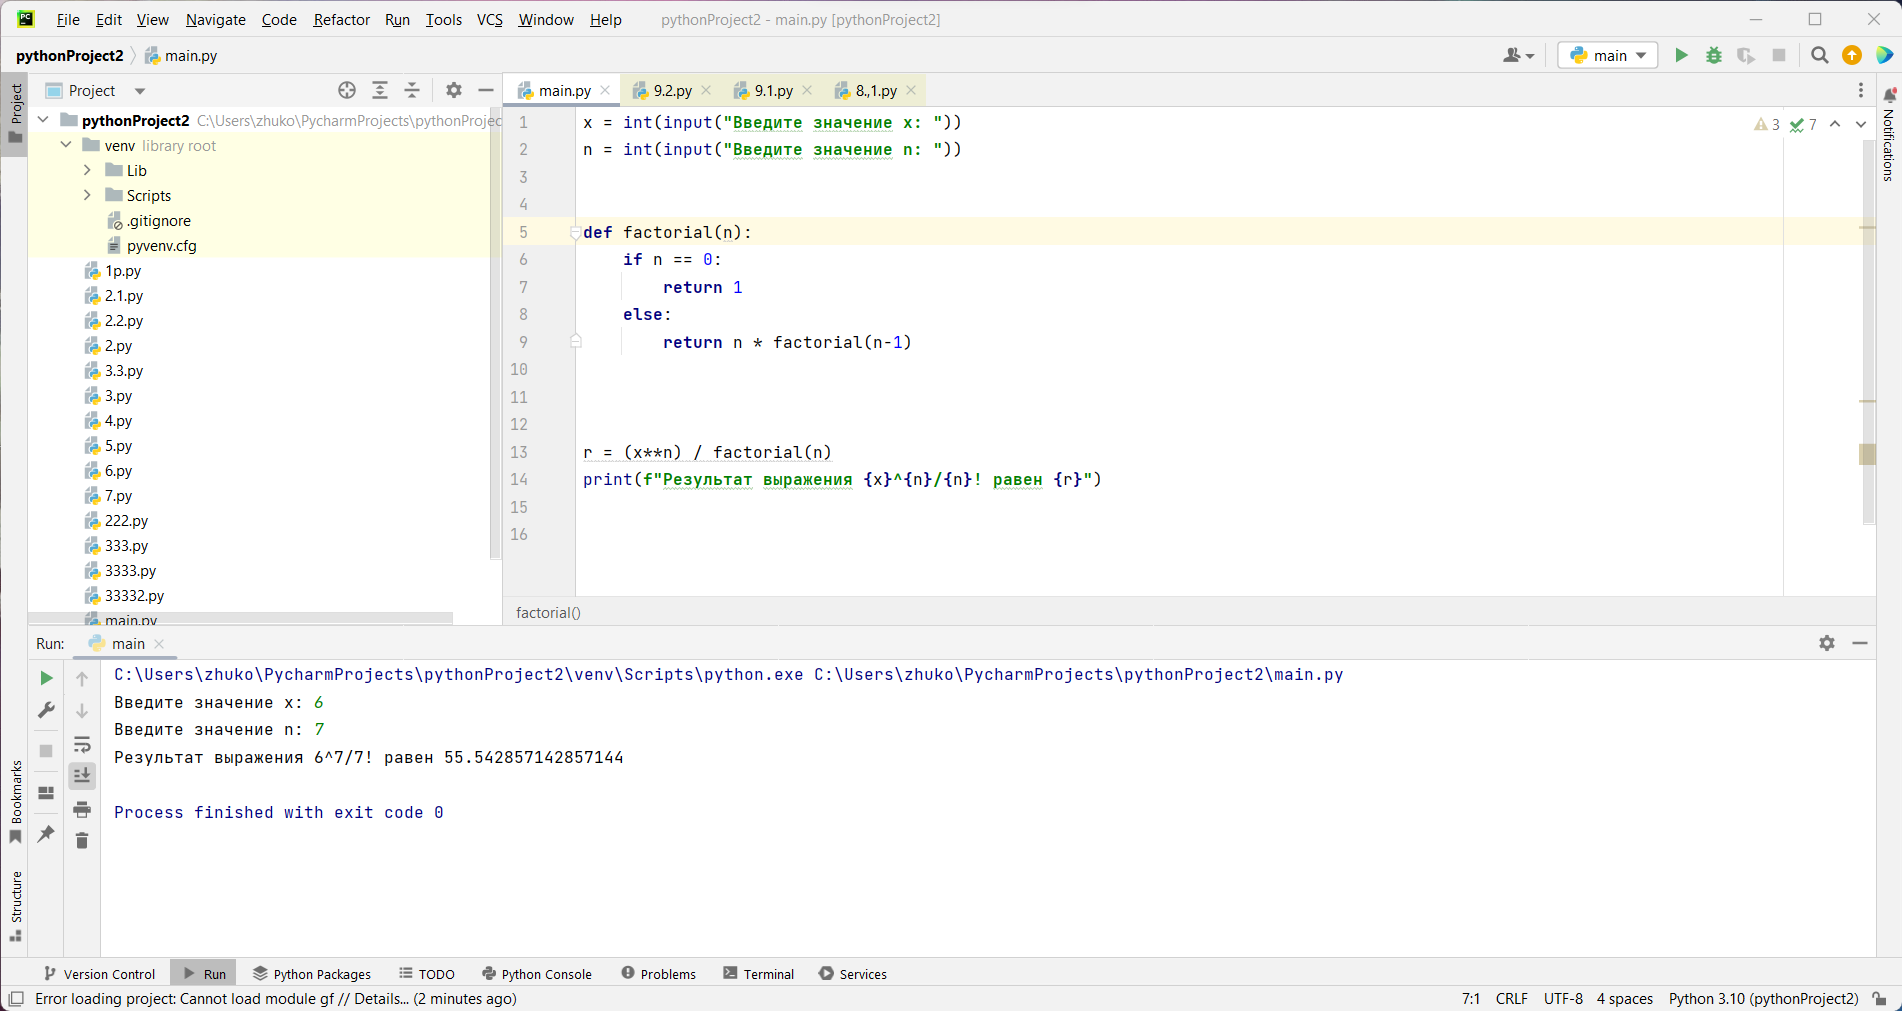 File Edit View Navigate Code Refactor Run Tools VCS Window Help pythonProject2 - main.py [pythonProject2]
pythonProject2 main.py main
Project main.py 9.2.py 9.1.py 8.,1.py
Project
pythonProject2 C:\Users\zhuko\PycharmProjects\pythonProjec
venv library root
Lib
Scripts
.gitignore
pyvenv.cfg
1p.py
2.1.py
2.2.py
2.py
3.3.py
3.py
4.py
5.py
6.py
7.py
222.py
333.py
3333.py
33332.py
main.py
1 x = int(input("Введите значение x: "))
2 n = int(input("Введите значение n: "))
3
4
5 def factorial(n):
6 if n == 0:
7 return 1
8 else:
9 return n * factorial(n-1)
10
11
12
13 r = (x**n) / factorial(n)
14 print(f"Результат выражения {x}^{n}/{n}! равен {r}")
15
16
3 7
Notifications
factorial()
Run: main
C:\Users\zhuko\PycharmProjects\pythonProject2\venv\Scripts\python.exe C:\Users\zhuko\PycharmProjects\pythonProject2\main.py
Введите значение x: 6
Введите значение n: 7
Результат выражения 6^7/7! равен 55.542857142857144
Process finished with exit code 0
Bookmarks
Structure
Version Control Run Python Packages TODO Python Console Problems Terminal Services
Error loading project: Cannot load module gf // Details... (2 minutes ago) 7:1 CRLF UTF-8 4 spaces Python 3.10 (pythonProject2)